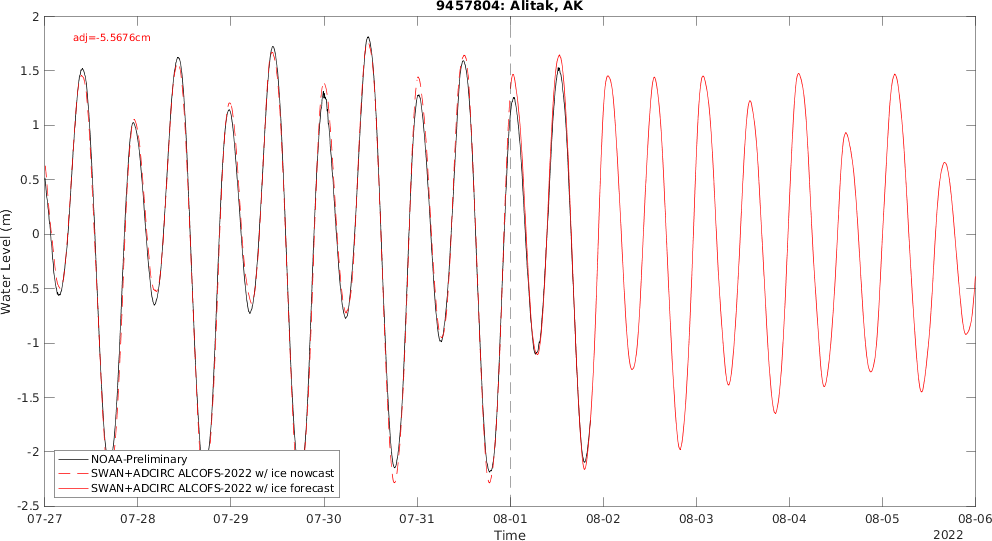 9457804: Alitak, AK
adj=-5.5676cm
Water Level (m)
2
1.5
1
0.5
0
-0.5
-1
-1.5
-2
-2.5
NOAA-Preliminary
SWAN+ADCIRC ALCOFS-2022 w/ ice nowcast
SWAN+ADCIRC ALCOFS-2022 w/ ice forecast
07-27 07-28 07-29 07-30 07-31 08-01 08-02 08-03 08-04 08-05 08-06
Time
2022